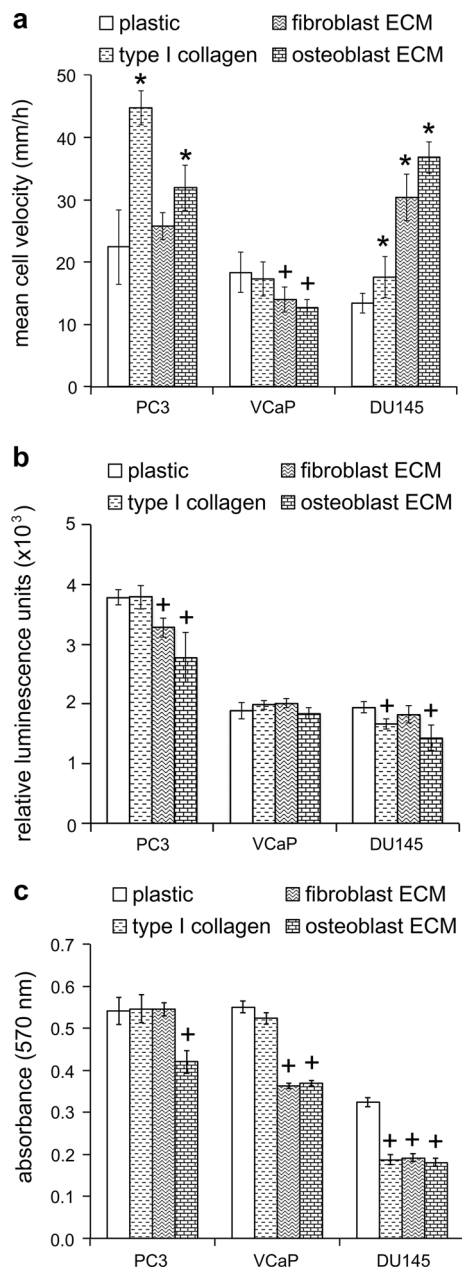 a
plastic fibroblast ECM
type I collagen osteoblast ECM
mean cell velocity (mm/h)
50
40
30
20
10
0
* * + + * * *
PC3 VCaP DU145
b
plastic fibroblast ECM
type I collagen osteoblast ECM
relative luminescence units (x10³)
5
4
3
2
1
0
+ + + +
PC3 VCaP DU145
c
plastic fibroblast ECM
type I collagen osteoblast ECM
absorbance (570 nm)
0.7
0.6
0.5
0.4
0.3
0.2
0.1
0.0
+ + + + + +
PC3 VCaP DU145